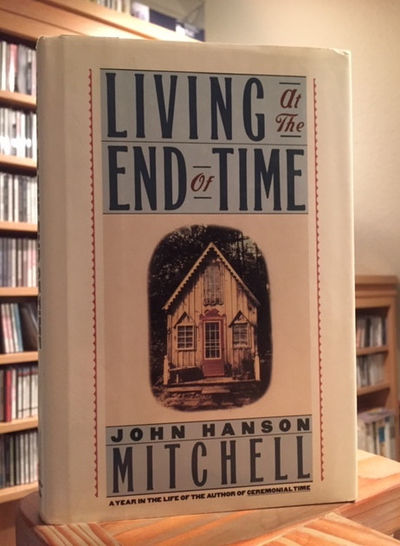 LIVING At
The
END Of TIME
JOHN HANSON
MITCHELL
A YEAR IN THE LIFE OF THE AUTHOR OF CEREMONIAL TIME